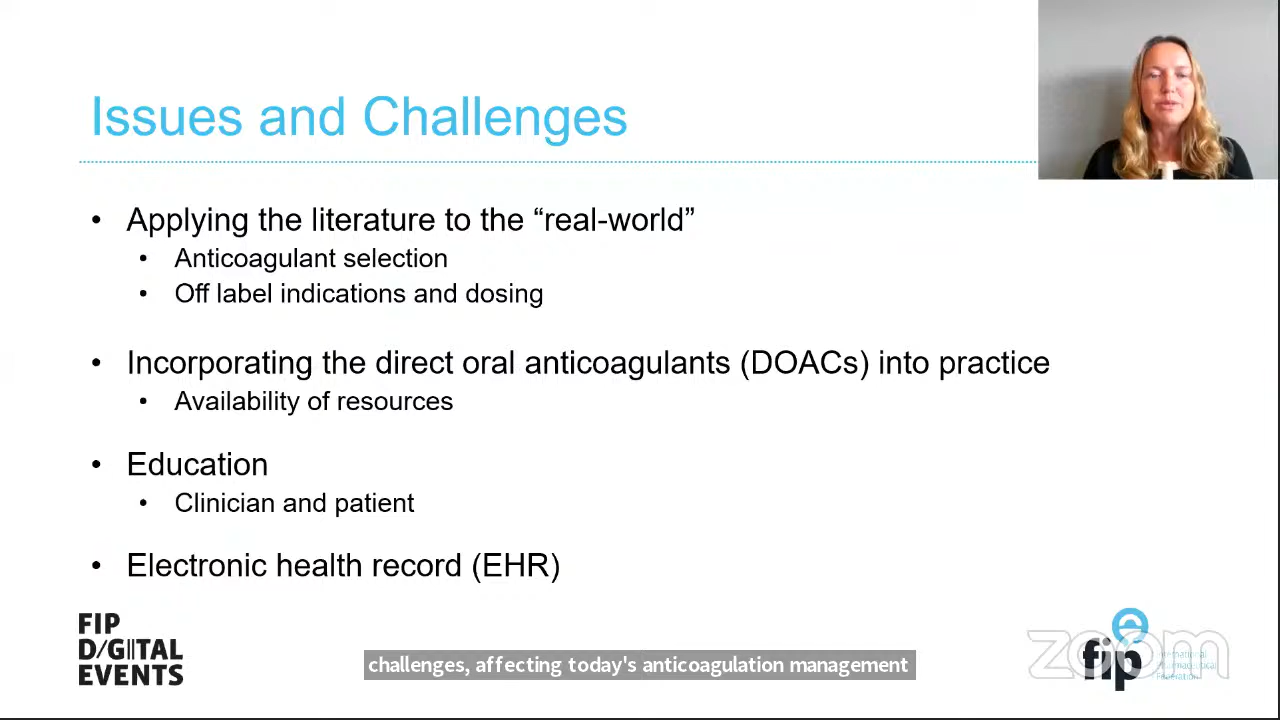 Issues and Challenges
• Applying the literature to the “real-world”
• Anticoagulant selection
• Off label indications and dosing
• Incorporating the direct oral anticoagulants (DOACs) into practice
• Availability of resources
• Education
• Clinician and patient
• Electronic health record (EHR)
FIP
D/GITAL
EVENTS
challenges, affecting today's anticoagulation management
zoom
fip
International
Pharmaceutical
Federation